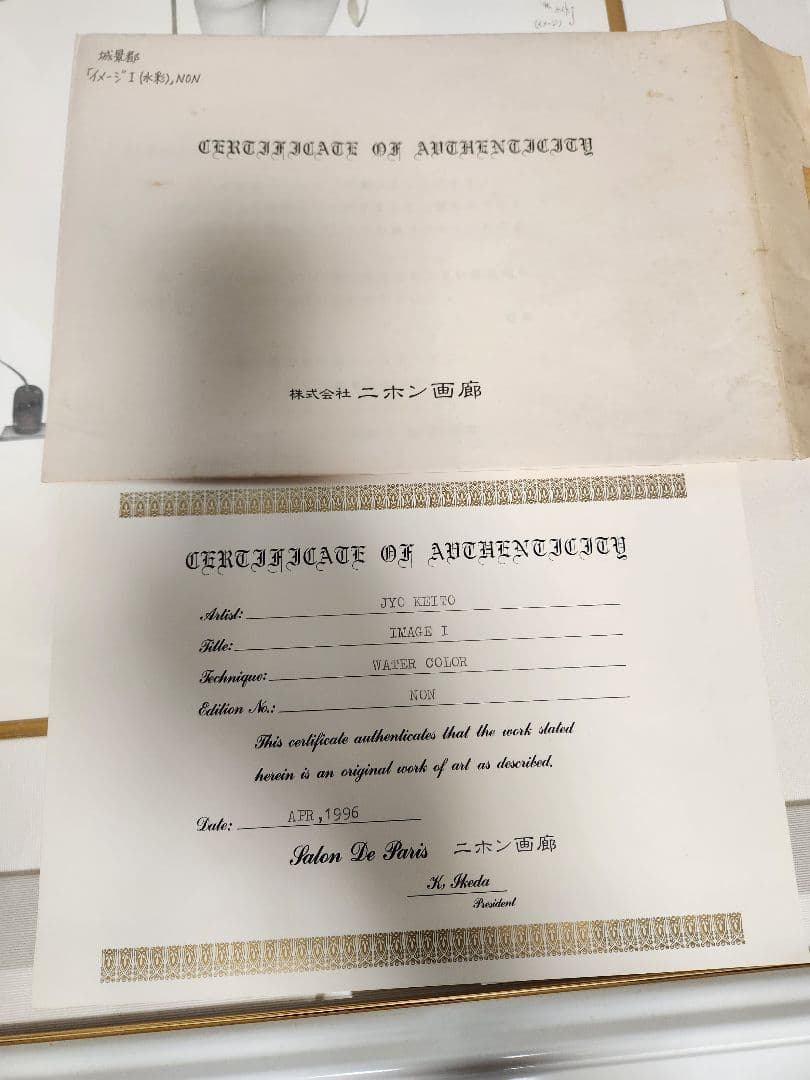 城景都
「イメージI(水彩)」NON
CERTIFICATE OF AUTHENTICITY
株式会社 ニホン画廊
CERTIFICATE OF AUTHENTICITY
Artist: JYO KEITO
Title: IMAGE I
Technique: WATER COLOR
Edition No.: NON
This certificate authenticates that the work stated
herein is an original work of art as described.
Date: APR,1996
Salon De Paris ニホン画廊
K, Ikeda
President